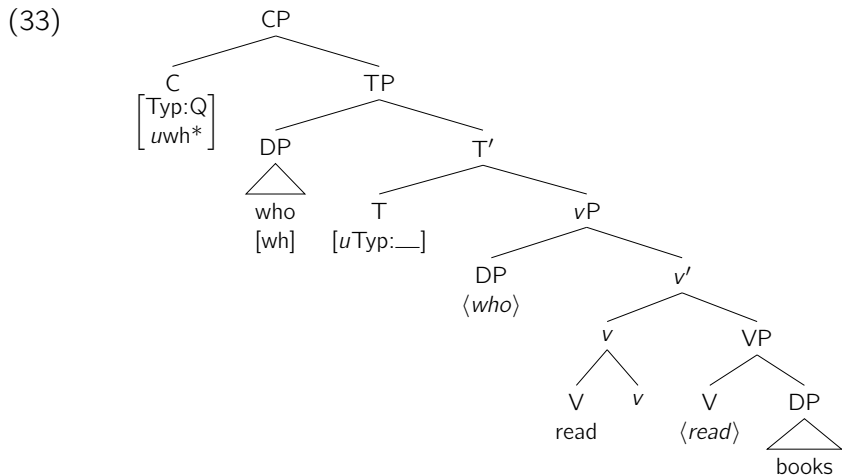 (33)
CP
C TP
[Typ:Q
uwh*]
DP T′
who T vP
[wh] [uTyp:__]
DP v′
⟨who⟩
v VP
V v V DP
read ⟨read⟩
books